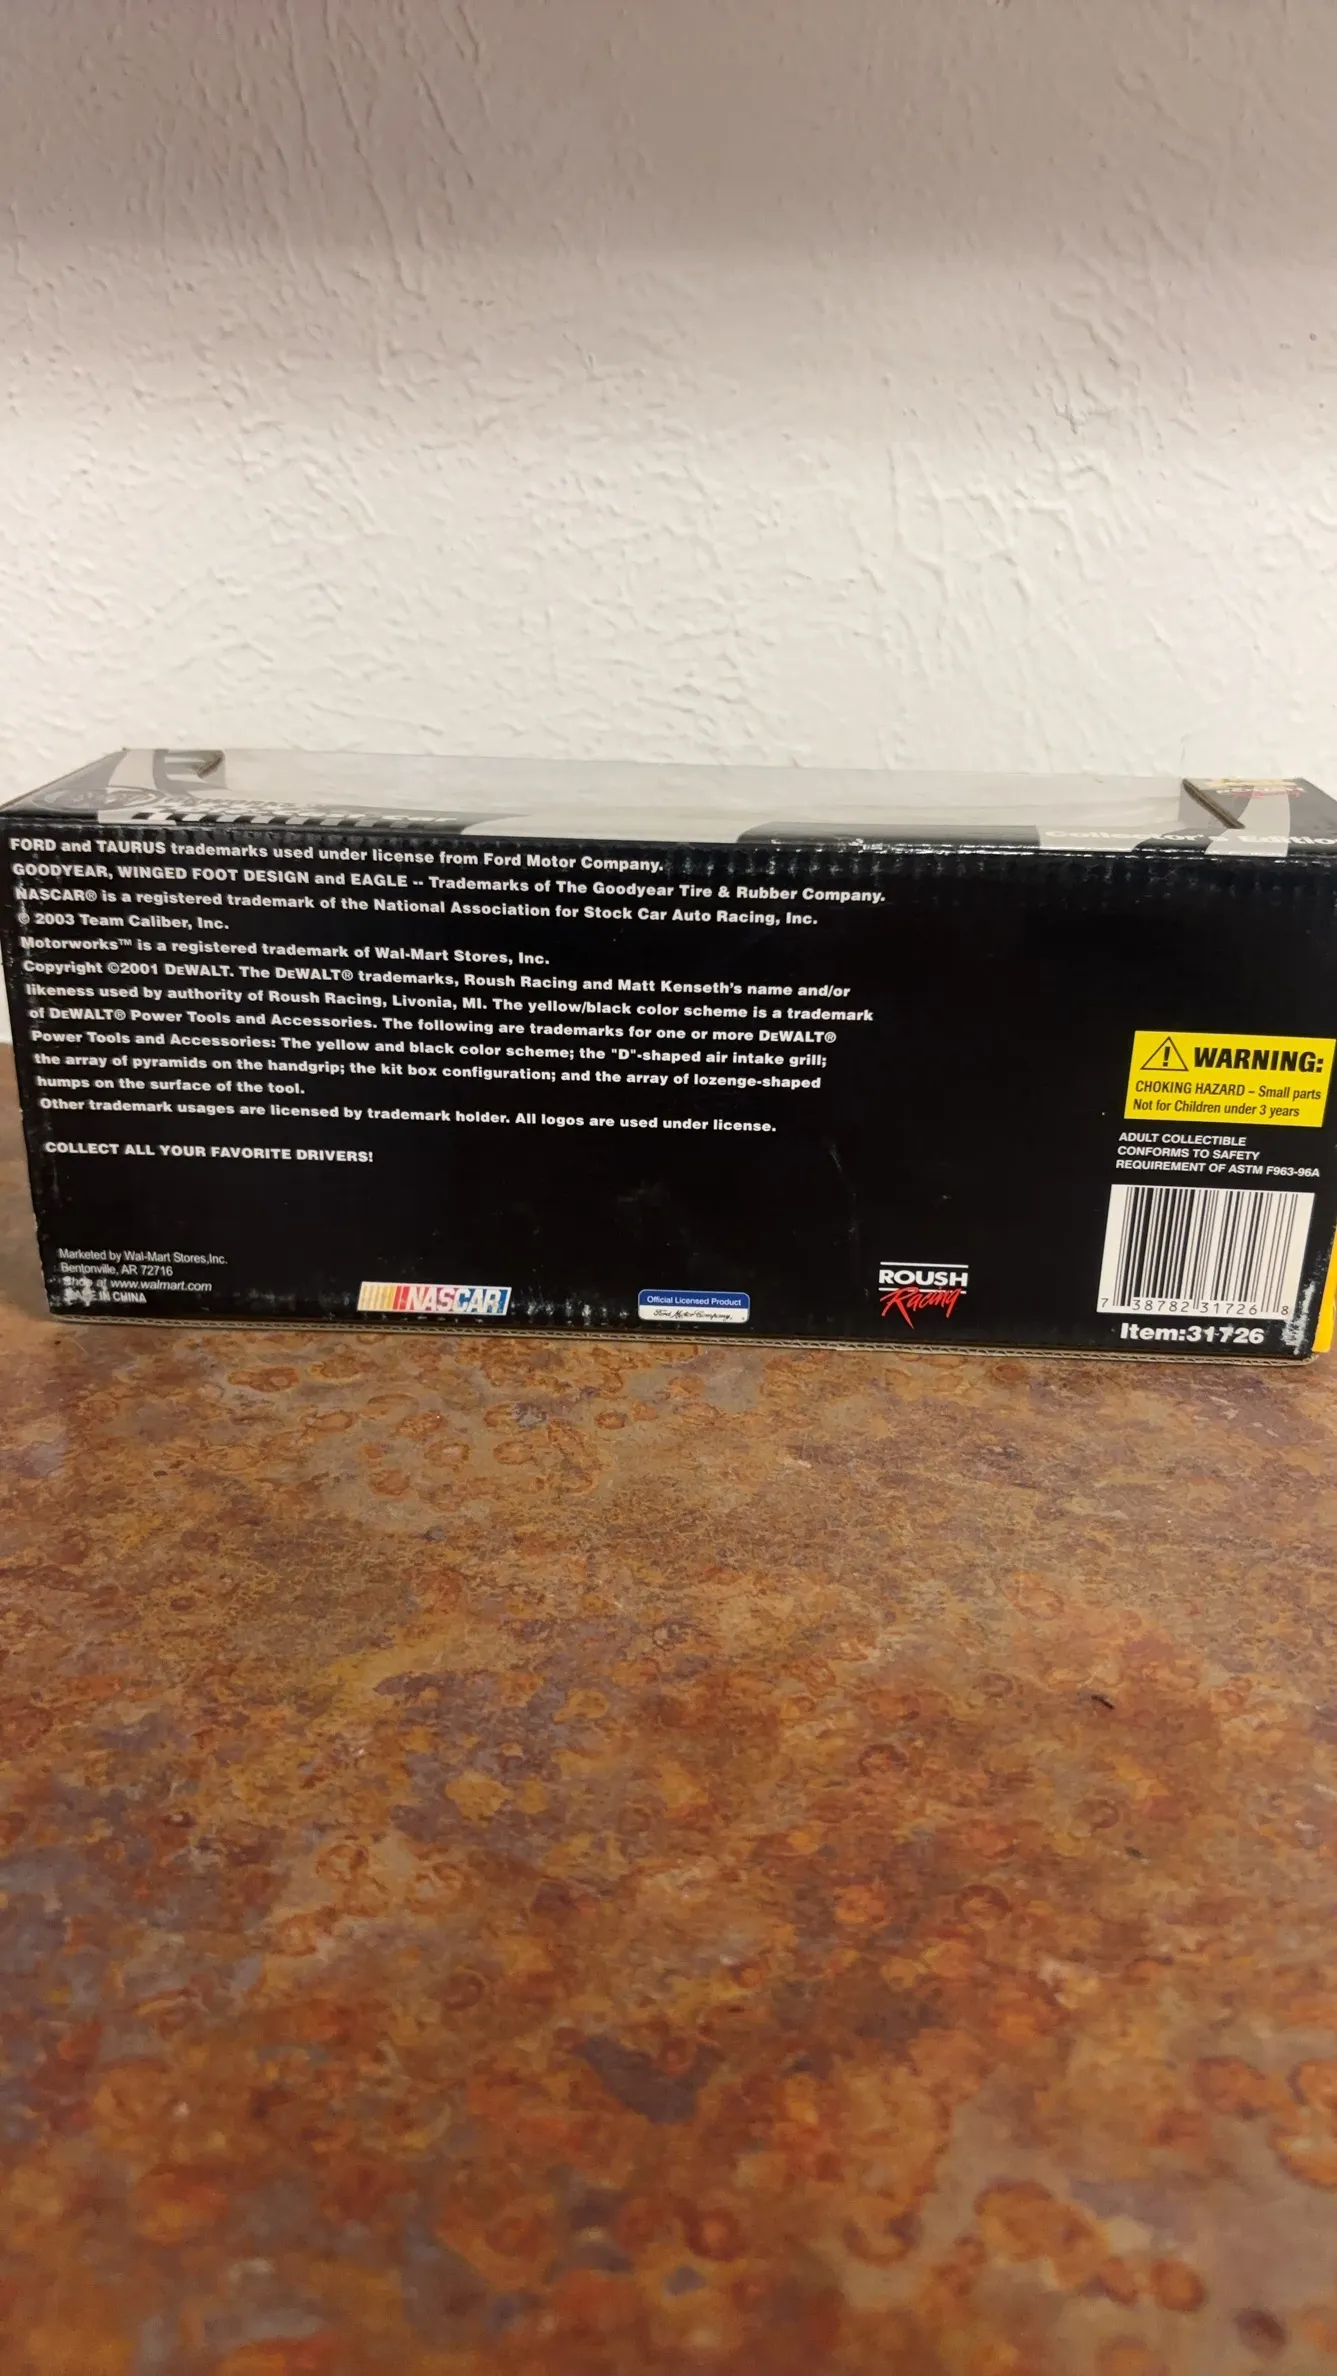 Collector's Edition
FORD and TAURUS trademarks used under license from Ford Motor Company.
GOODYEAR, WINGED FOOT DESIGN and EAGLE -- Trademarks of The Goodyear Tire & Rubber Company.
NASCAR® is a registered trademark of the National Association for Stock Car Auto Racing, Inc.
© 2003 Team Caliber, Inc.
Motorworks™ is a registered trademark of Wal-Mart Stores, Inc.
Copyright ©2001 DEWALT. The DEWALT® trademarks, Roush Racing and Matt Kenseth's name and/or
likeness used by authority of Roush Racing, Livonia, MI. The yellow/black color scheme is a trademark
of DEWALT® Power Tools and Accessories. The following are trademarks for one or more DEWALT®
Power Tools and Accessories: The yellow and black color scheme; the "D"-shaped air intake grill;
the array of pyramids on the handgrip; the kit box configuration; and the array of lozenge-shaped
humps on the surface of the tool.
Other trademark usages are licensed by trademark holder. All logos are used under license.
COLLECT ALL YOUR FAVORITE DRIVERS!
Marketed by Wal-Mart Stores,Inc.
Bentonville, AR 72716
Shop at www.walmart.com
MADE IN CHINA
NASCAR
Official Licensed Product
Ford Motor Company
ROUSH
Racing
WARNING:
CHOKING HAZARD – Small parts
Not for Children under 3 years
ADULT COLLECTIBLE
CONFORMS TO SAFETY
REQUIREMENT OF ASTM F963-96A
7 38782 31726 8
Item:31726